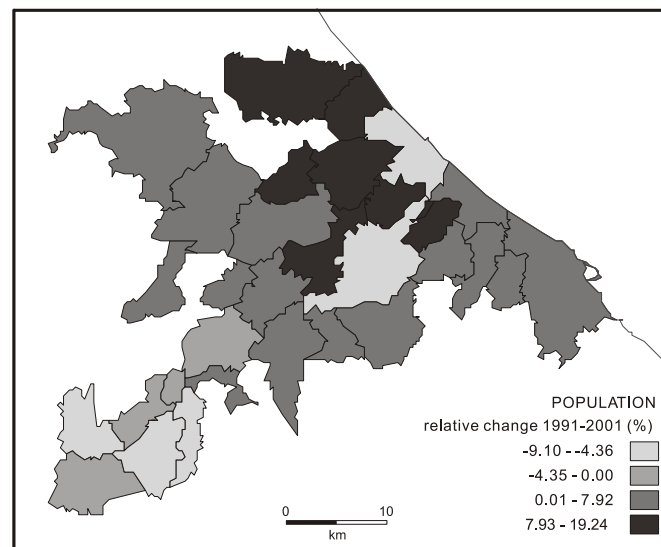 POPULATION
relative change 1991-2001 (%)
-9.10 - -4.36
-4.35 - 0.00
0.01 - 7.92
7.93 - 19.24
0 10
km